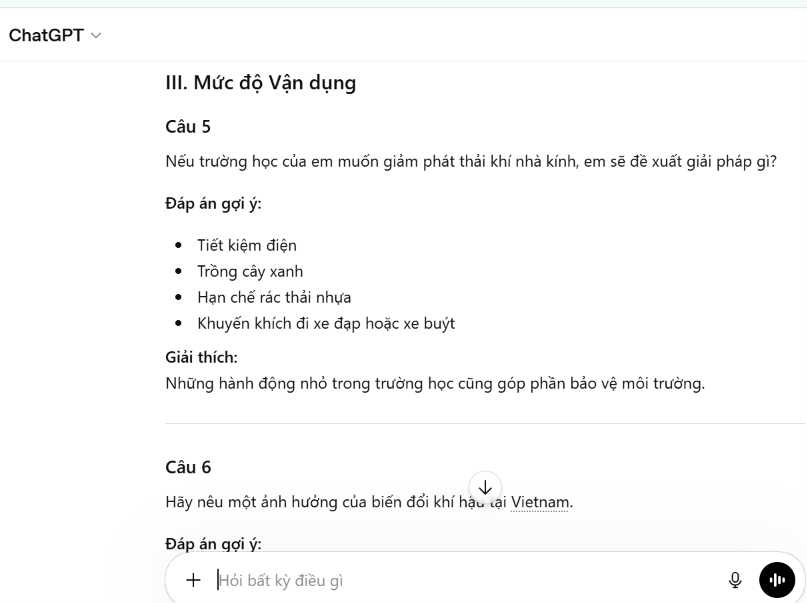 ChatGPT
III. Mức độ Vận dụng
Câu 5
Nếu trường học của em muốn giảm phát thải khí nhà kính, em sẽ đề xuất giải pháp gì?
Đáp án gợi ý:
Tiết kiệm điện
Trồng cây xanh
Hạn chế rác thải nhựa
Khuyến khích đi xe đạp hoặc xe buýt
Giải thích:
Những hành động nhỏ trong trường học cũng góp phần bảo vệ môi trường.
Câu 6
Hãy nêu một ảnh hưởng của biến đổi khí hậu tại Vietnam.
Đáp án gợi ý:
Hỏi bất kỳ điều gì